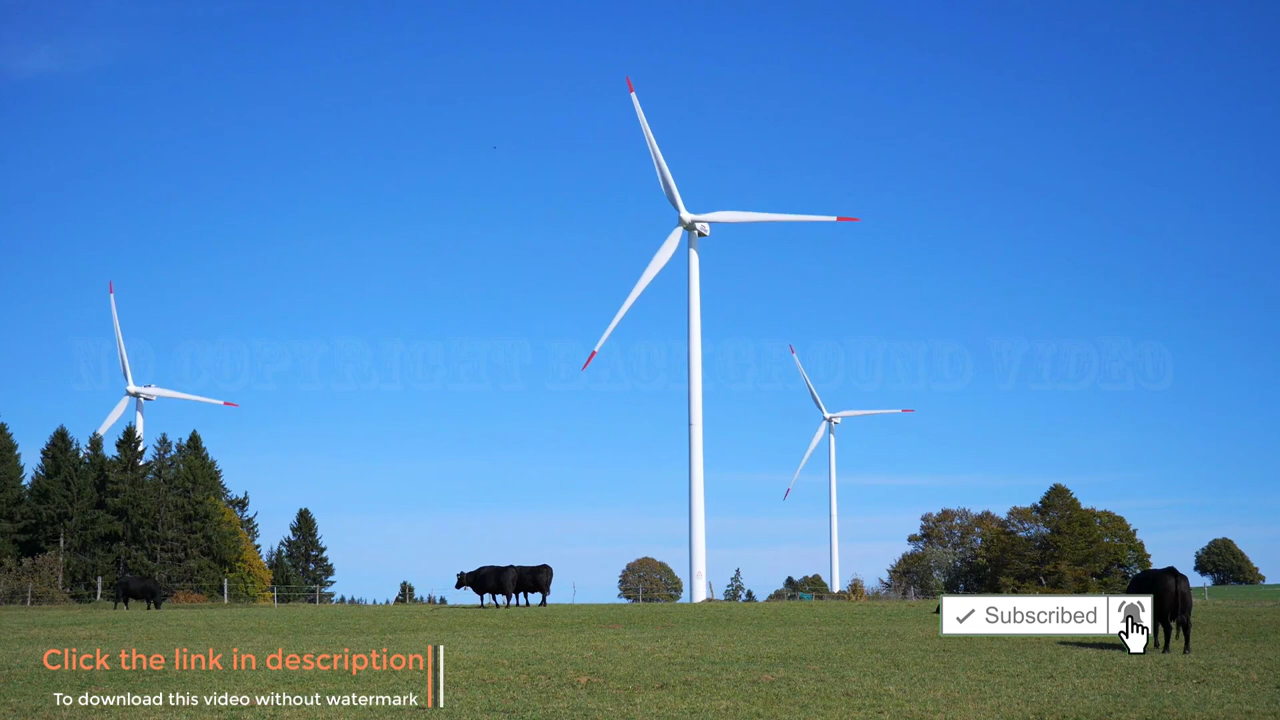 NO COPYRIGHT BACKGROUND VIDEO
Subscribed
Click the link in description
To download this video without watermark